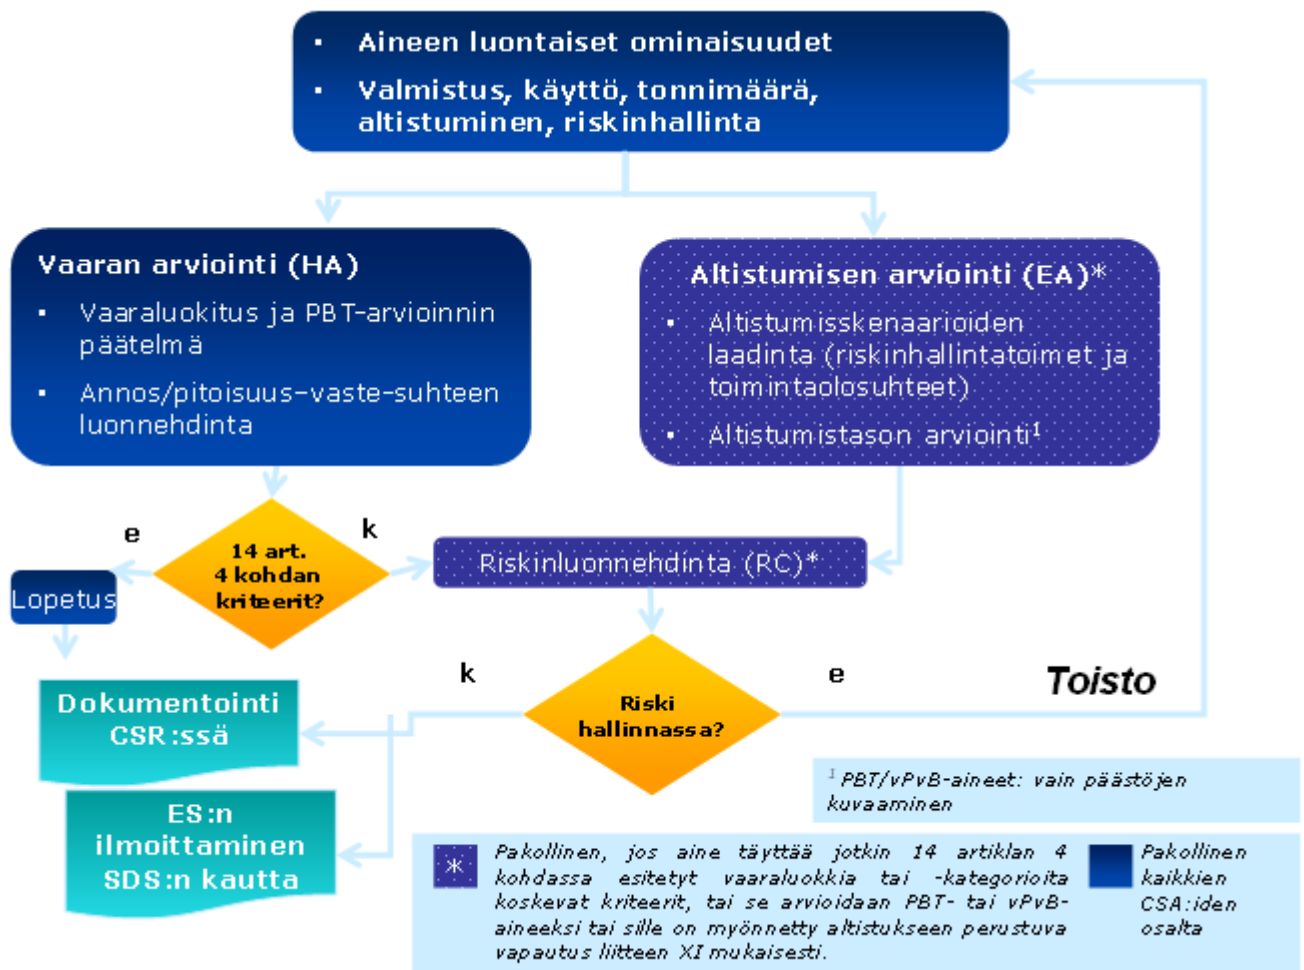 ▪ Aineen luontaiset ominaisuudet
▪ Valmistus, käyttö, tonnimäärä,
altistuminen, riskinhallinta
Vaaran arviointi (HA)
▪ Vaaraluokitus ja PBT-arvioinnin
päätelmä
▪ Annos/pitoisuus–vaste-suhteen
luonnehdinta
Altistumisen arviointi (EA)*
▪ Altistumisskenaarioiden
laadinta (riskinhallintatoimet ja
toimintaolosuhteet)
▪ Altistumistason arviointi¹
e
k
14 art.
4 kohdan
kriteerit?
Riskinluonnehdinta (RC)*
Lopetus
k
e
Toisto
Riski
hallinnassa?
Dokumentointi
CSR:ssä
ES:n
ilmoittaminen
SDS:n kautta
¹ PBT/vPvB-aineet: vain päästöjen
kuvaaminen
*
Pakollinen, jos aine täyttää jotkin 14 artiklan 4
kohdassa esitetyt vaaraluokkia tai -kategorioita
koskevat kriteerit, tai se arvioidaan PBT- tai vPvB-
aineeksi tai sille on myönnetty altistukseen perustuva
vapautus liitteen XI mukaisesti.
Pakollinen
kaikkien
CSA:iden
osalta